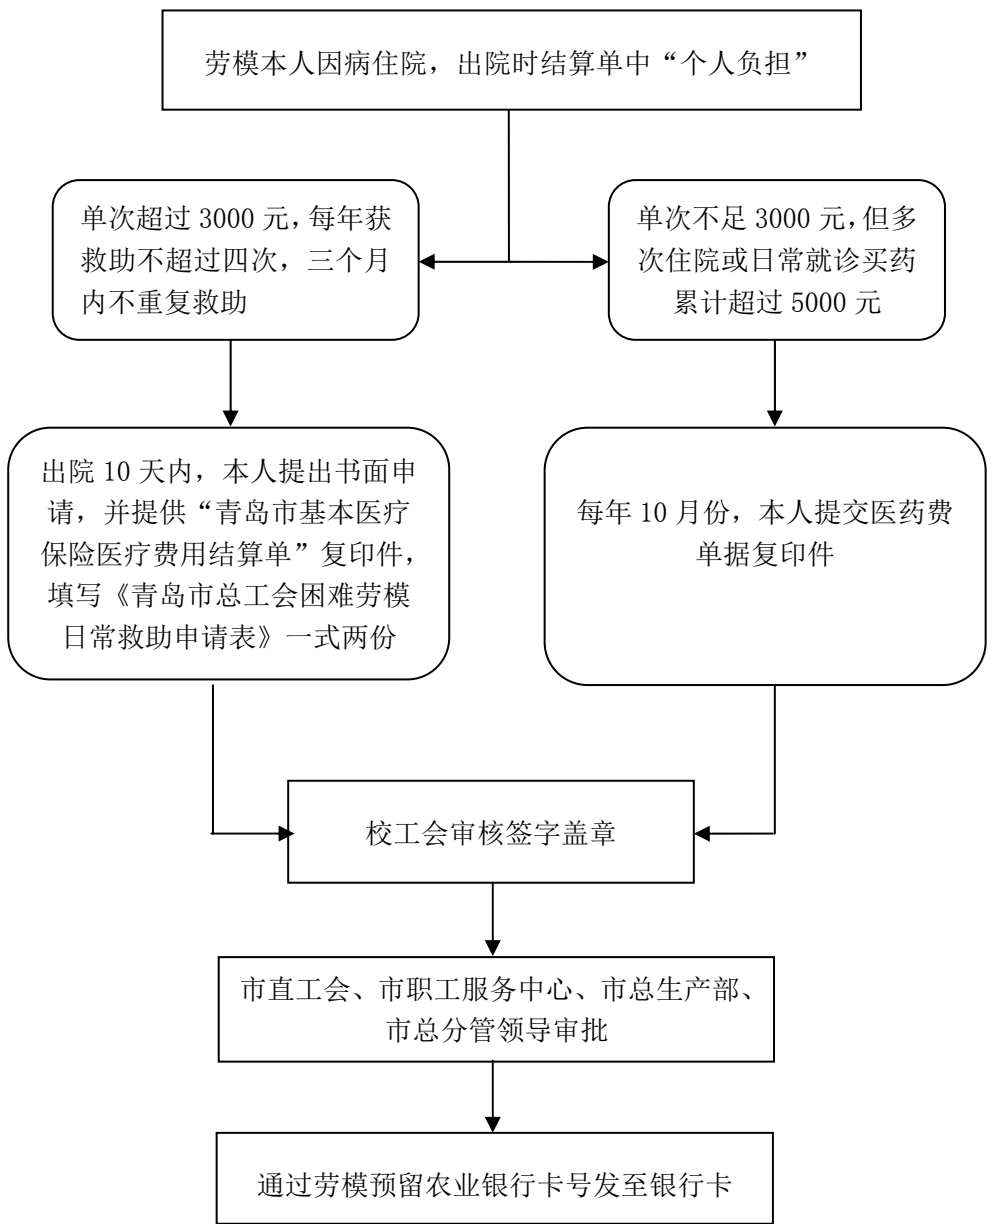 劳模本人因病住院，出院时结算单中“个人负担”
单次超过 3000 元，每年获
救助不超过四次，三个月
内不重复救助
单次不足 3000 元，但多
次住院或日常就诊买药
累计超过 5000 元
出院 10 天内，本人提出书面申
请，并提供“青岛市基本医疗
保险医疗费用结算单”复印件，
填写《青岛市总工会困难劳模
日常救助申请表》一式两份
每年 10 月份，本人提交医药费
单据复印件
校工会审核签字盖章
市直工会、市职工服务中心、市总生产部、
市总分管领导审批
通过劳模预留农业银行卡号发至银行卡